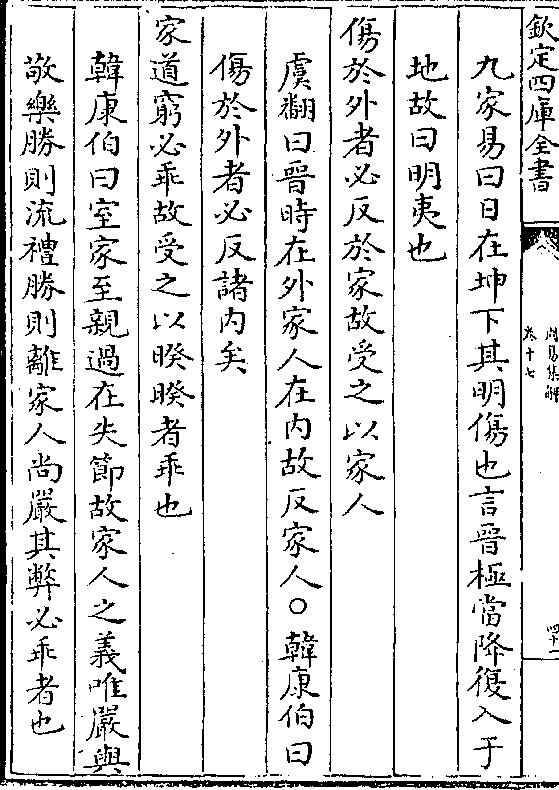 欽定四庫全書
周易集解
卷十七
九家易曰日在坤下其明傷也言晉極當降復入于
地故曰明夷也
傷於外者必反於家故受之以家人
虞翻曰晉時在外家人在内故反家人○韓康伯曰
傷於外者必反諸内矣
家道窮必乖故受之以睽睽者乖也
韓康伯曰室家至親過在失節故家人之義唯嚴與
敬樂勝則流禮勝則離家人尚嚴其弊必乖者也